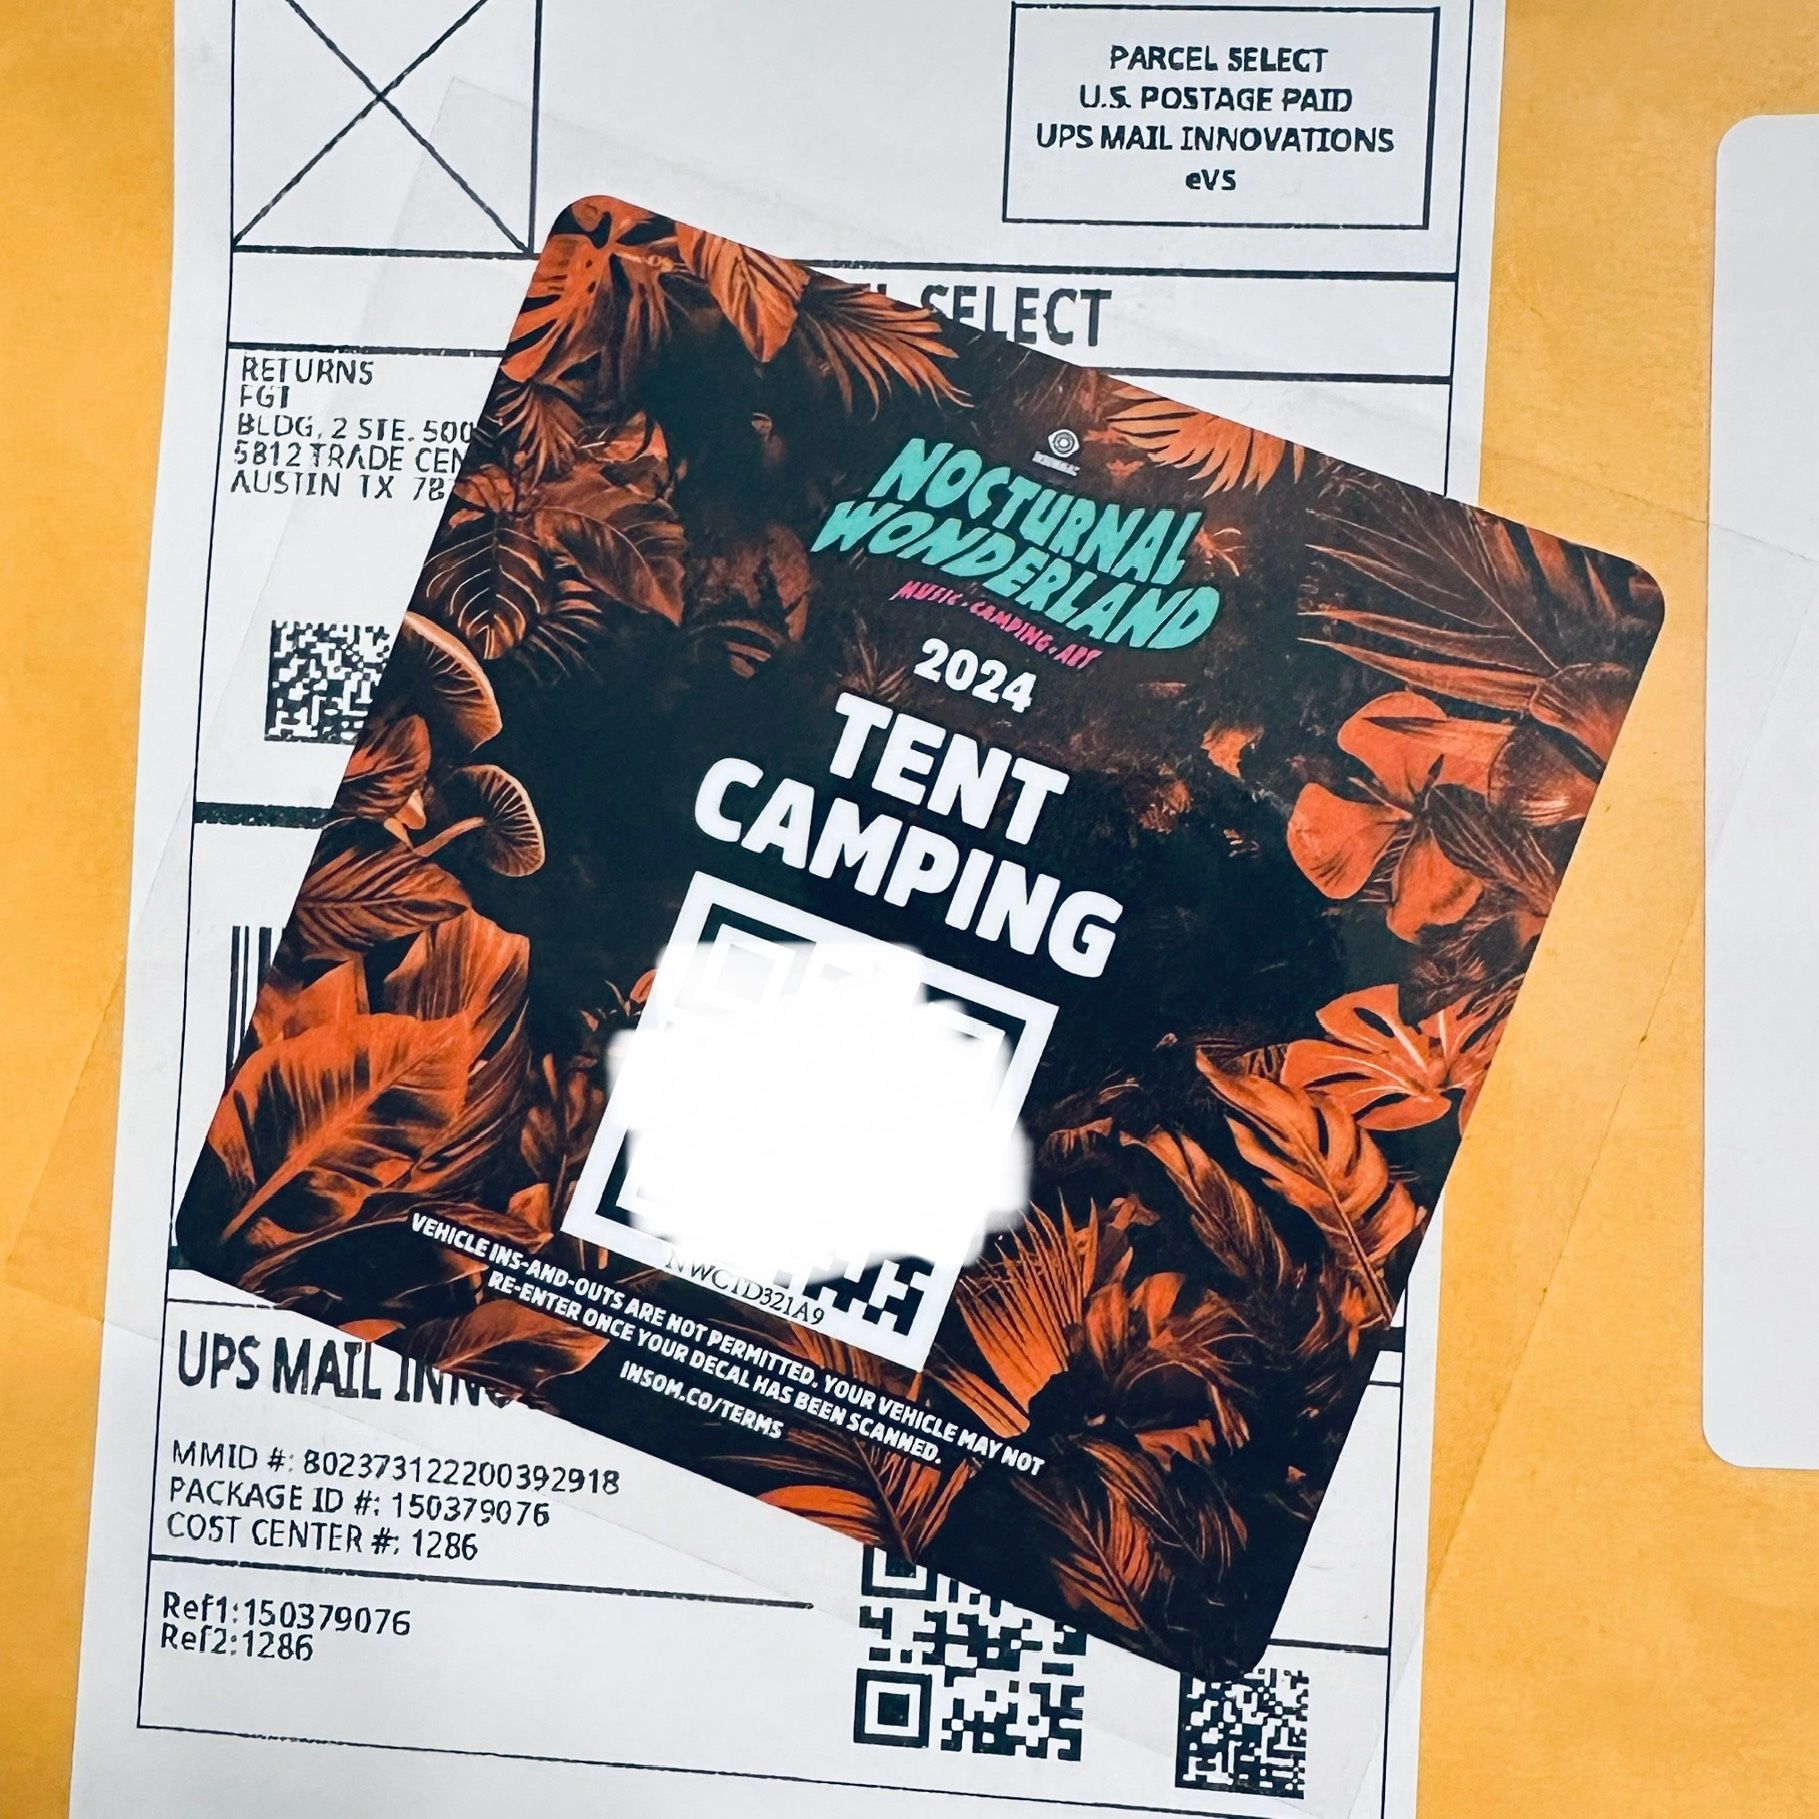 PARCEL SELECT
U.S. POSTAGE PAID
UPS MAIL INNOVATIONS
eVS
SELECT
RETURNS
FGT
BLDG. 2 STE. 500
5812 TRADE CEN
AUSTIN TX 78
NOCTURNAL
WONDERLAND
MUSIC • CAMPING • ART
2024
TENT
CAMPING
NWCTD321A9
VEHICLE INS-AND-OUTS ARE NOT PERMITTED. YOUR VEHICLE MAY NOT
RE-ENTER ONCE YOUR DECAL HAS BEEN SCANNED.
INSOM.CO/TERMS
UPS MAIL INN
MMID #: 802373122200392918
PACKAGE ID #: 150379076
COST CENTER #: 1286
Ref1:150379076
Ref2:1286